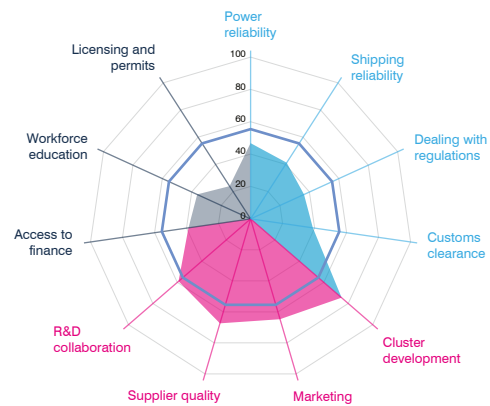 Power
reliability
Shipping
reliability
Dealing with
regulations
Customs
clearance
Cluster
development
Marketing
Supplier quality
R&D
collaboration
Access to
finance
Workforce
education
Licensing and
permits
100
80
60
40
20
0